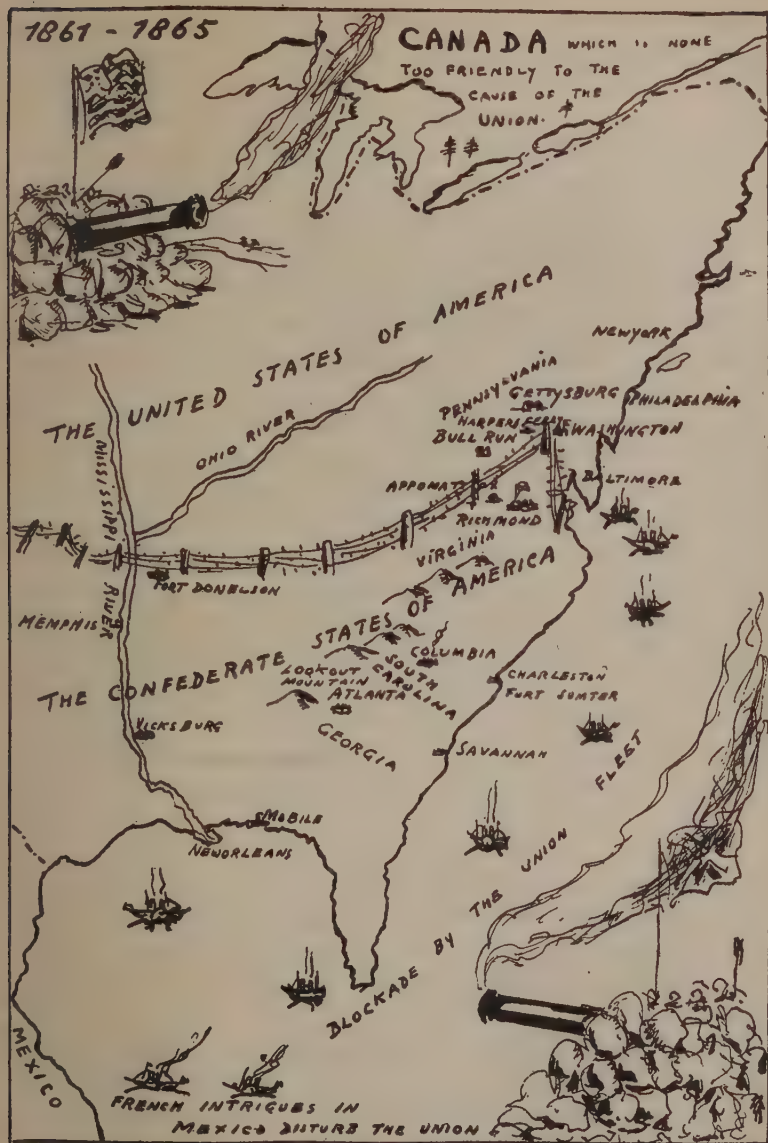 1861 - 1865
CANADA WHICH IS NONE
TOO FRIENDLY TO THE
CAUSE OF THE
UNION.
THE UNITED STATES OF AMERICA
NEWYORK
PENNSYLVANIA
GETTYSBURG
PHILADELPHIA
HARPERS FERRY
WASHINGTON
BULL RUN
OHIO RIVER
MISSISSIPPI RIVER
BALTIMORE
RICHMOND
VIRGINIA
FORT DONELSON
MEMPHIS
THE CONFEDERATE STATES OF AMERICA
COLUMBIA
SOUTH
CAROLINA
LOOKOUT
MOUNTAIN
ATLANTA
CHARLESTON
FORT SUMTER
GEORGIA
VICKSBURG
SAVANNAH
MOBILE
NEWORLEANS
BLOCKADE BY THE UNION FLEET
MEXICO
FRENCH INTRIGUES IN
MEXICO DISTURB THE UNION